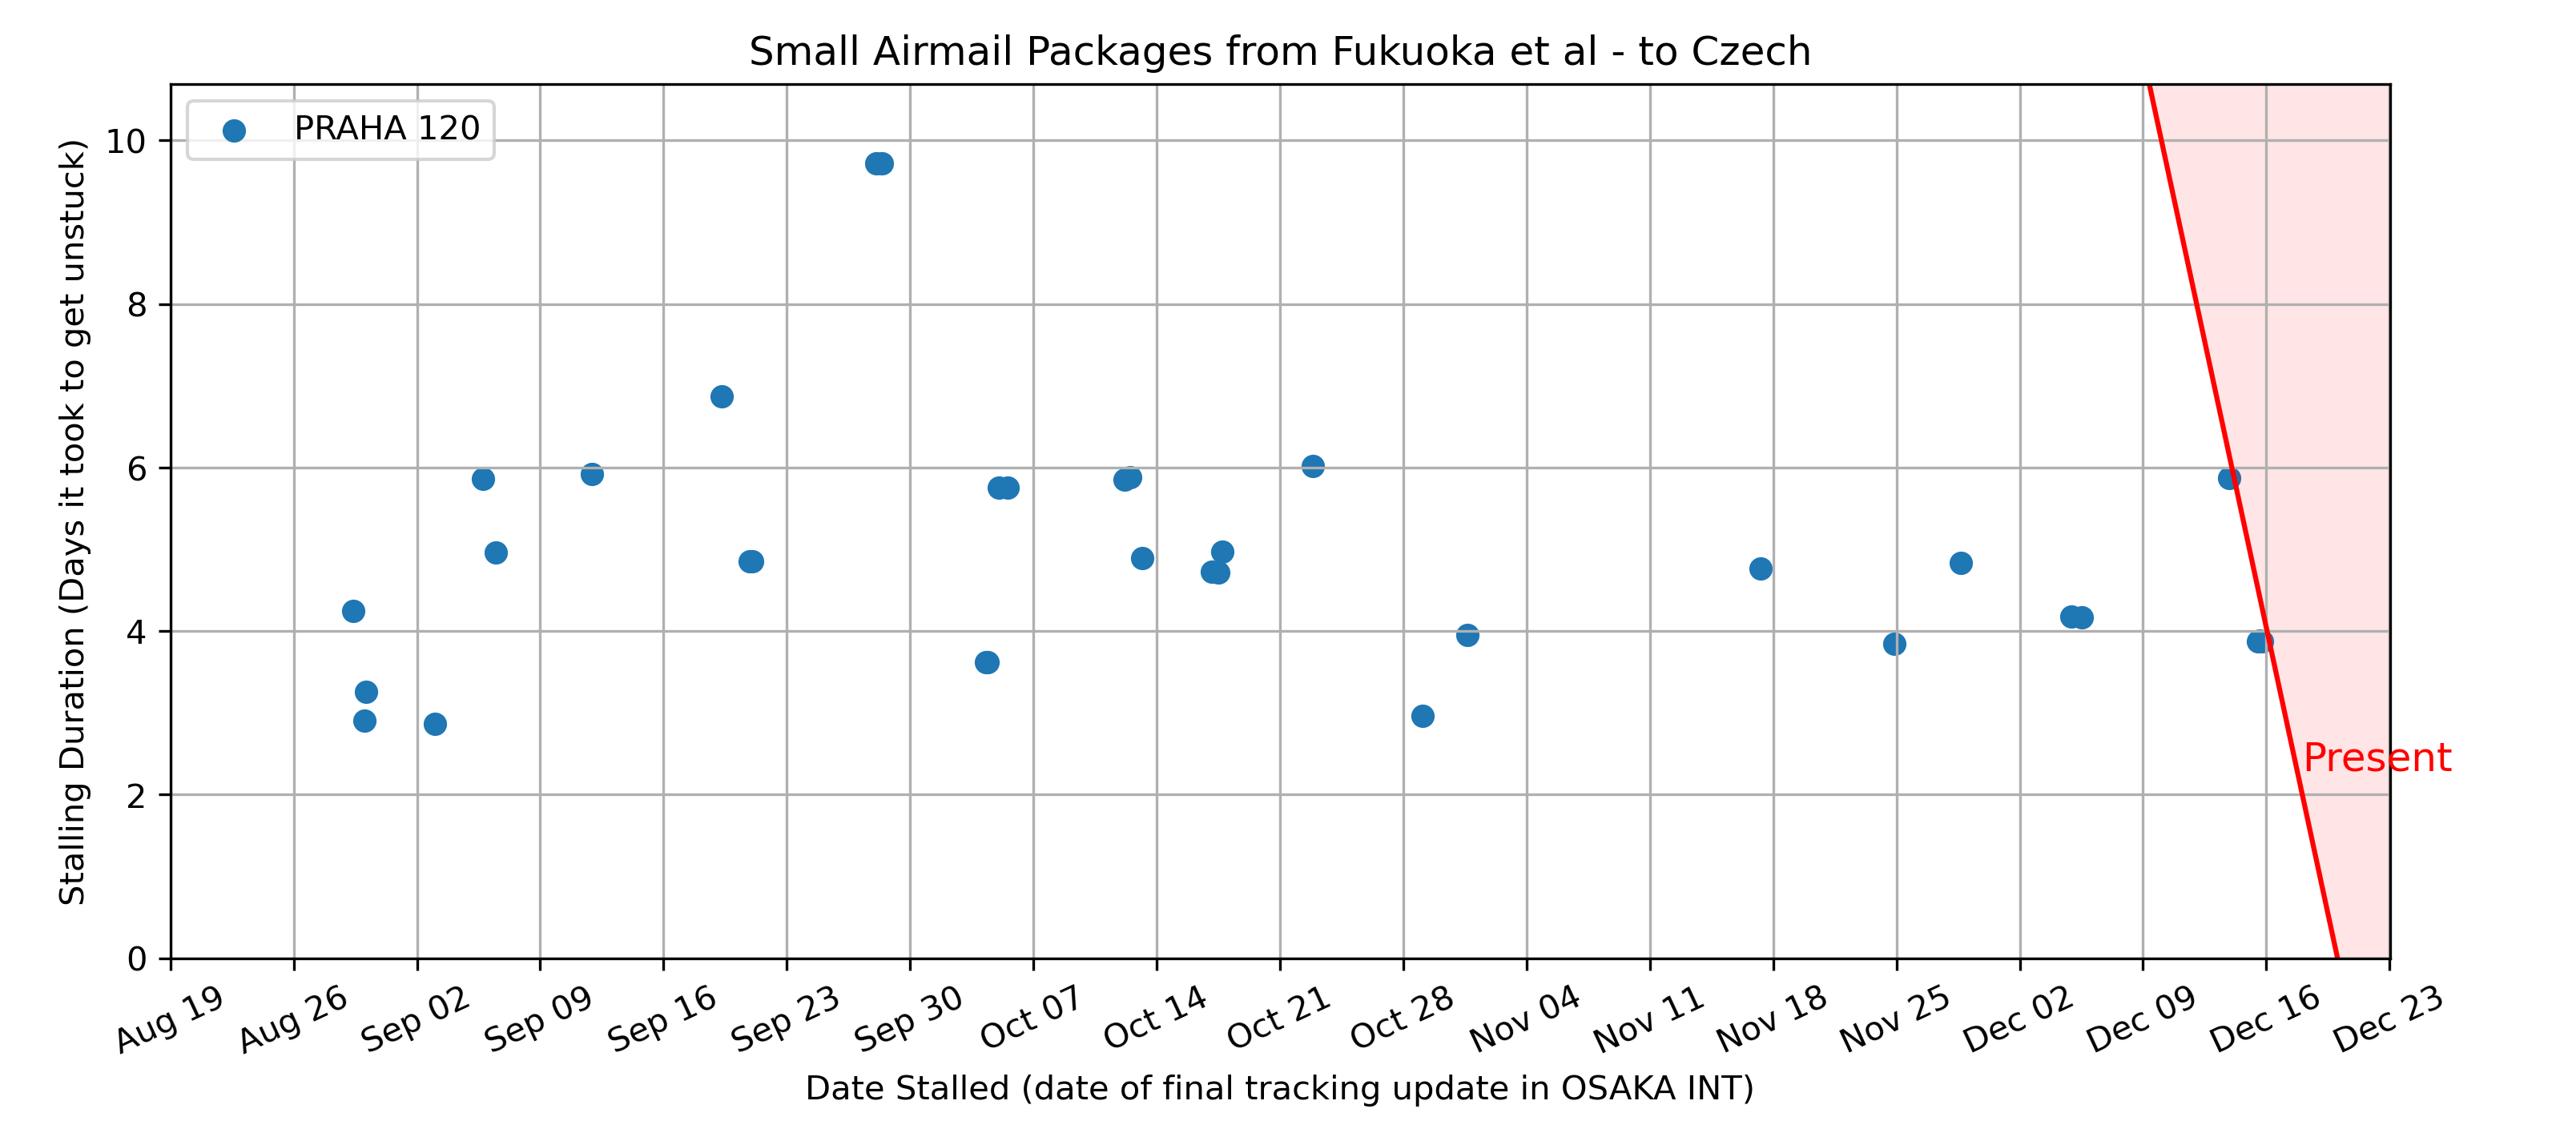 Small Airmail Packages from Fukuoka et al - to Czech
PRAHA 120
Stalling Duration (Days it took to get unstuck)
10
8
6
4
2
0
Present
Aug 19
Aug 26
Sep 02
Sep 09
Sep 16
Sep 23
Sep 30
Oct 07
Oct 14
Oct 21
Oct 28
Nov 04
Nov 11
Nov 18
Nov 25
Dec 02
Dec 09
Dec 16
Dec 23
Date Stalled (date of final tracking update in OSAKA INT)